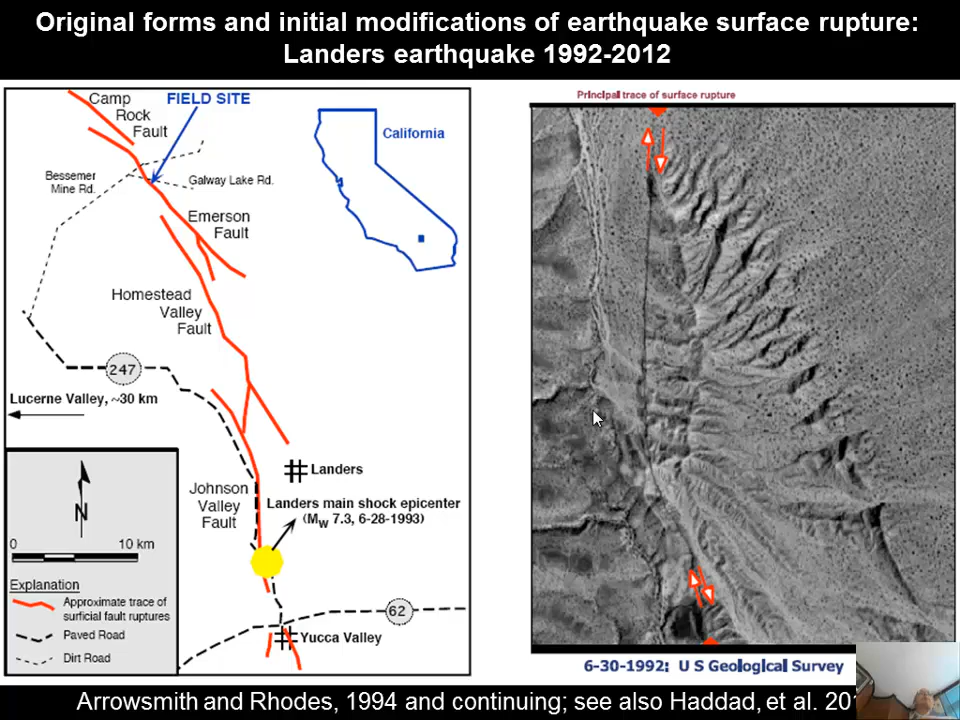 Original forms and initial modifications of earthquake surface rupture:
Landers earthquake 1992-2012
Camp
Rock
Fault
FIELD SITE
California
Bessemer
Mine Rd.
Galway Lake Rd.
Emerson
Fault
Homestead
Valley
Fault
247
Lucerne Valley, ~30 km
Landers
Johnson
Valley
Fault
Landers main shock epicenter
(MW 7.3, 6-28-1993)
N
0 10 km
Explanation
Approximate trace of
surficial fault ruptures
Paved Road
Dirt Road
62
Yucca Valley
Principal trace of surface rupture
6-30-1992: U S Geological Survey
Arrowsmith and Rhodes, 1994 and continuing; see also Haddad, et al.